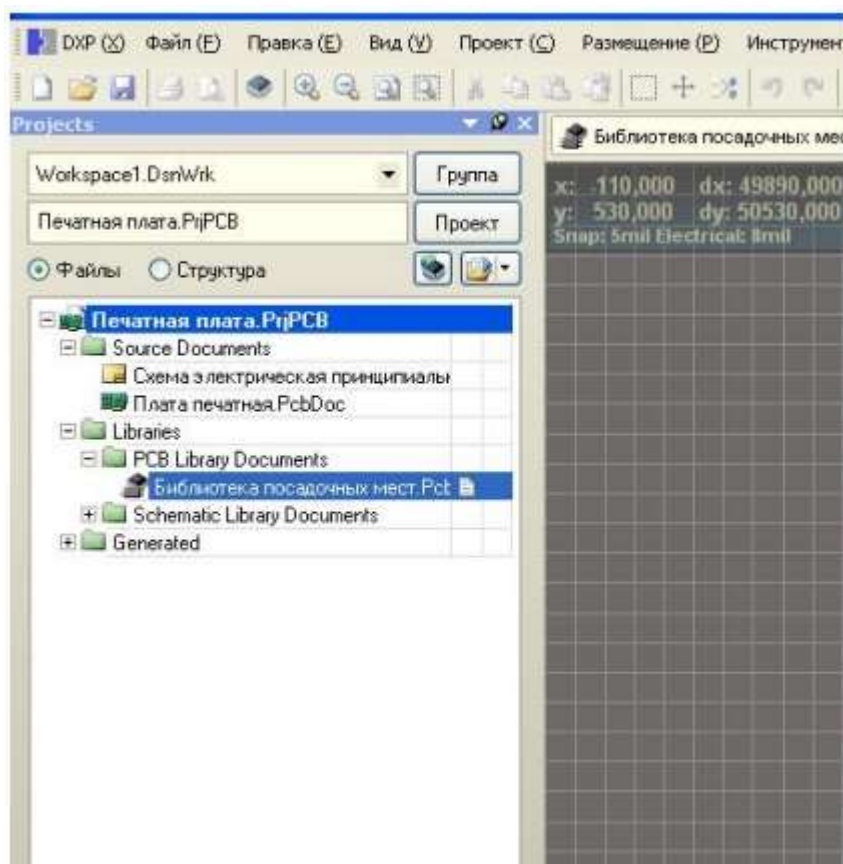 DXP (X) Файл (F) Правка (E) Вид (V) Проект (C) Размещение (P) Инструмен
Projects
Библиотека посадочных мес
Workspace1.DsnWrk
Группа
Печатная плата.PrjPCB
Проект
x: -110,000 dx: 49890,000
y: 530,000 dy: 50530,000
Snap: 5mil Electrical: 8mil
Файлы Структура
Печатная плата.PrjPCB
Source Documents
Схема электрическая принципиальн
Плата печатная.PcbDoc
Libraries
PCB Library Documents
Библиотека посадочных мест.Pcb
Schematic Library Documents
Generated